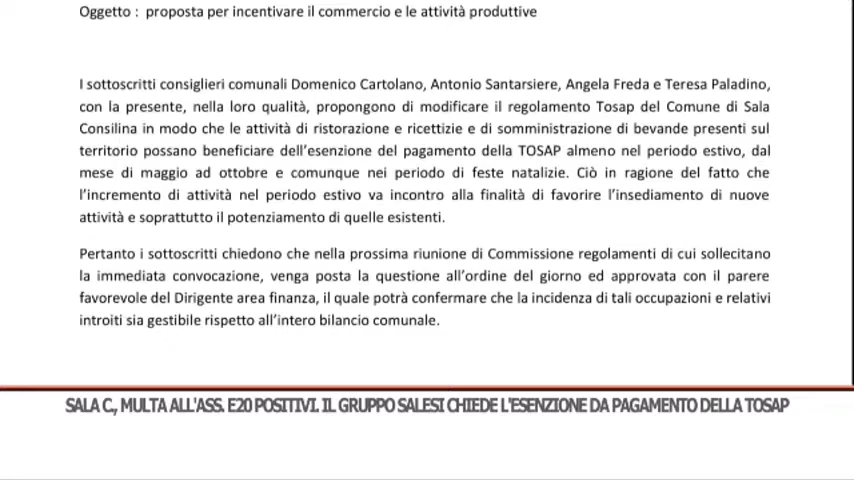 Oggetto : proposta per incentivare il commercio e le attività produttive
I sottoscritti consiglieri comunali Domenico Cartolano, Antonio Santarsiere, Angela Freda e Teresa Paladino,
con la presente, nella loro qualità, propongono di modificare il regolamento Tosap del Comune di Sala
Consilina in modo che le attività di ristorazione e ricettizie e di somministrazione di bevande presenti sul
territorio possano beneficiare dell'esenzione del pagamento della TOSAP almeno nel periodo estivo, dal
mese di maggio ad ottobre e comunque nei periodo di feste natalizie. Ciò in ragione del fatto che
l'incremento di attività nel periodo estivo va incontro alla finalità di favorire l'insediamento di nuove
attività e soprattutto il potenziamento di quelle esistenti.
Pertanto i sottoscritti chiedono che nella prossima riunione di Commissione regolamenti di cui sollecitano
la immediata convocazione, venga posta la questione all'ordine del giorno ed approvata con il parere
favorevole del Dirigente area finanza, il quale potrà confermare che la incidenza di tali occupazioni e relativi
introiti sia gestibile rispetto all'intero bilancio comunale.
SALA C., MULTA ALL'ASS. E20 POSITIVI. IL GRUPPO SALESI CHIEDE L'ESENZIONE DA PAGAMENTO DELLA TOSAP